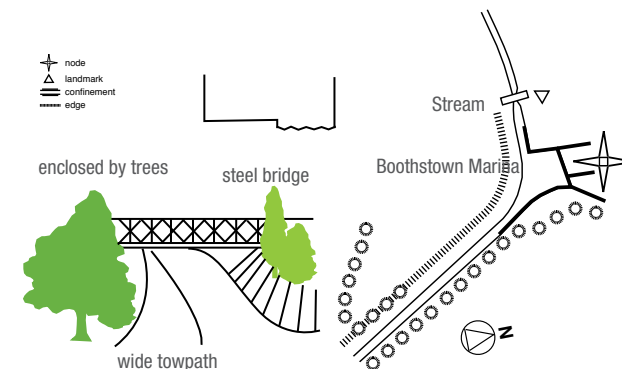 node
landmark
confinement
edge
Stream
enclosed by trees
steel bridge
Boothstown Marina
wide towpath
N